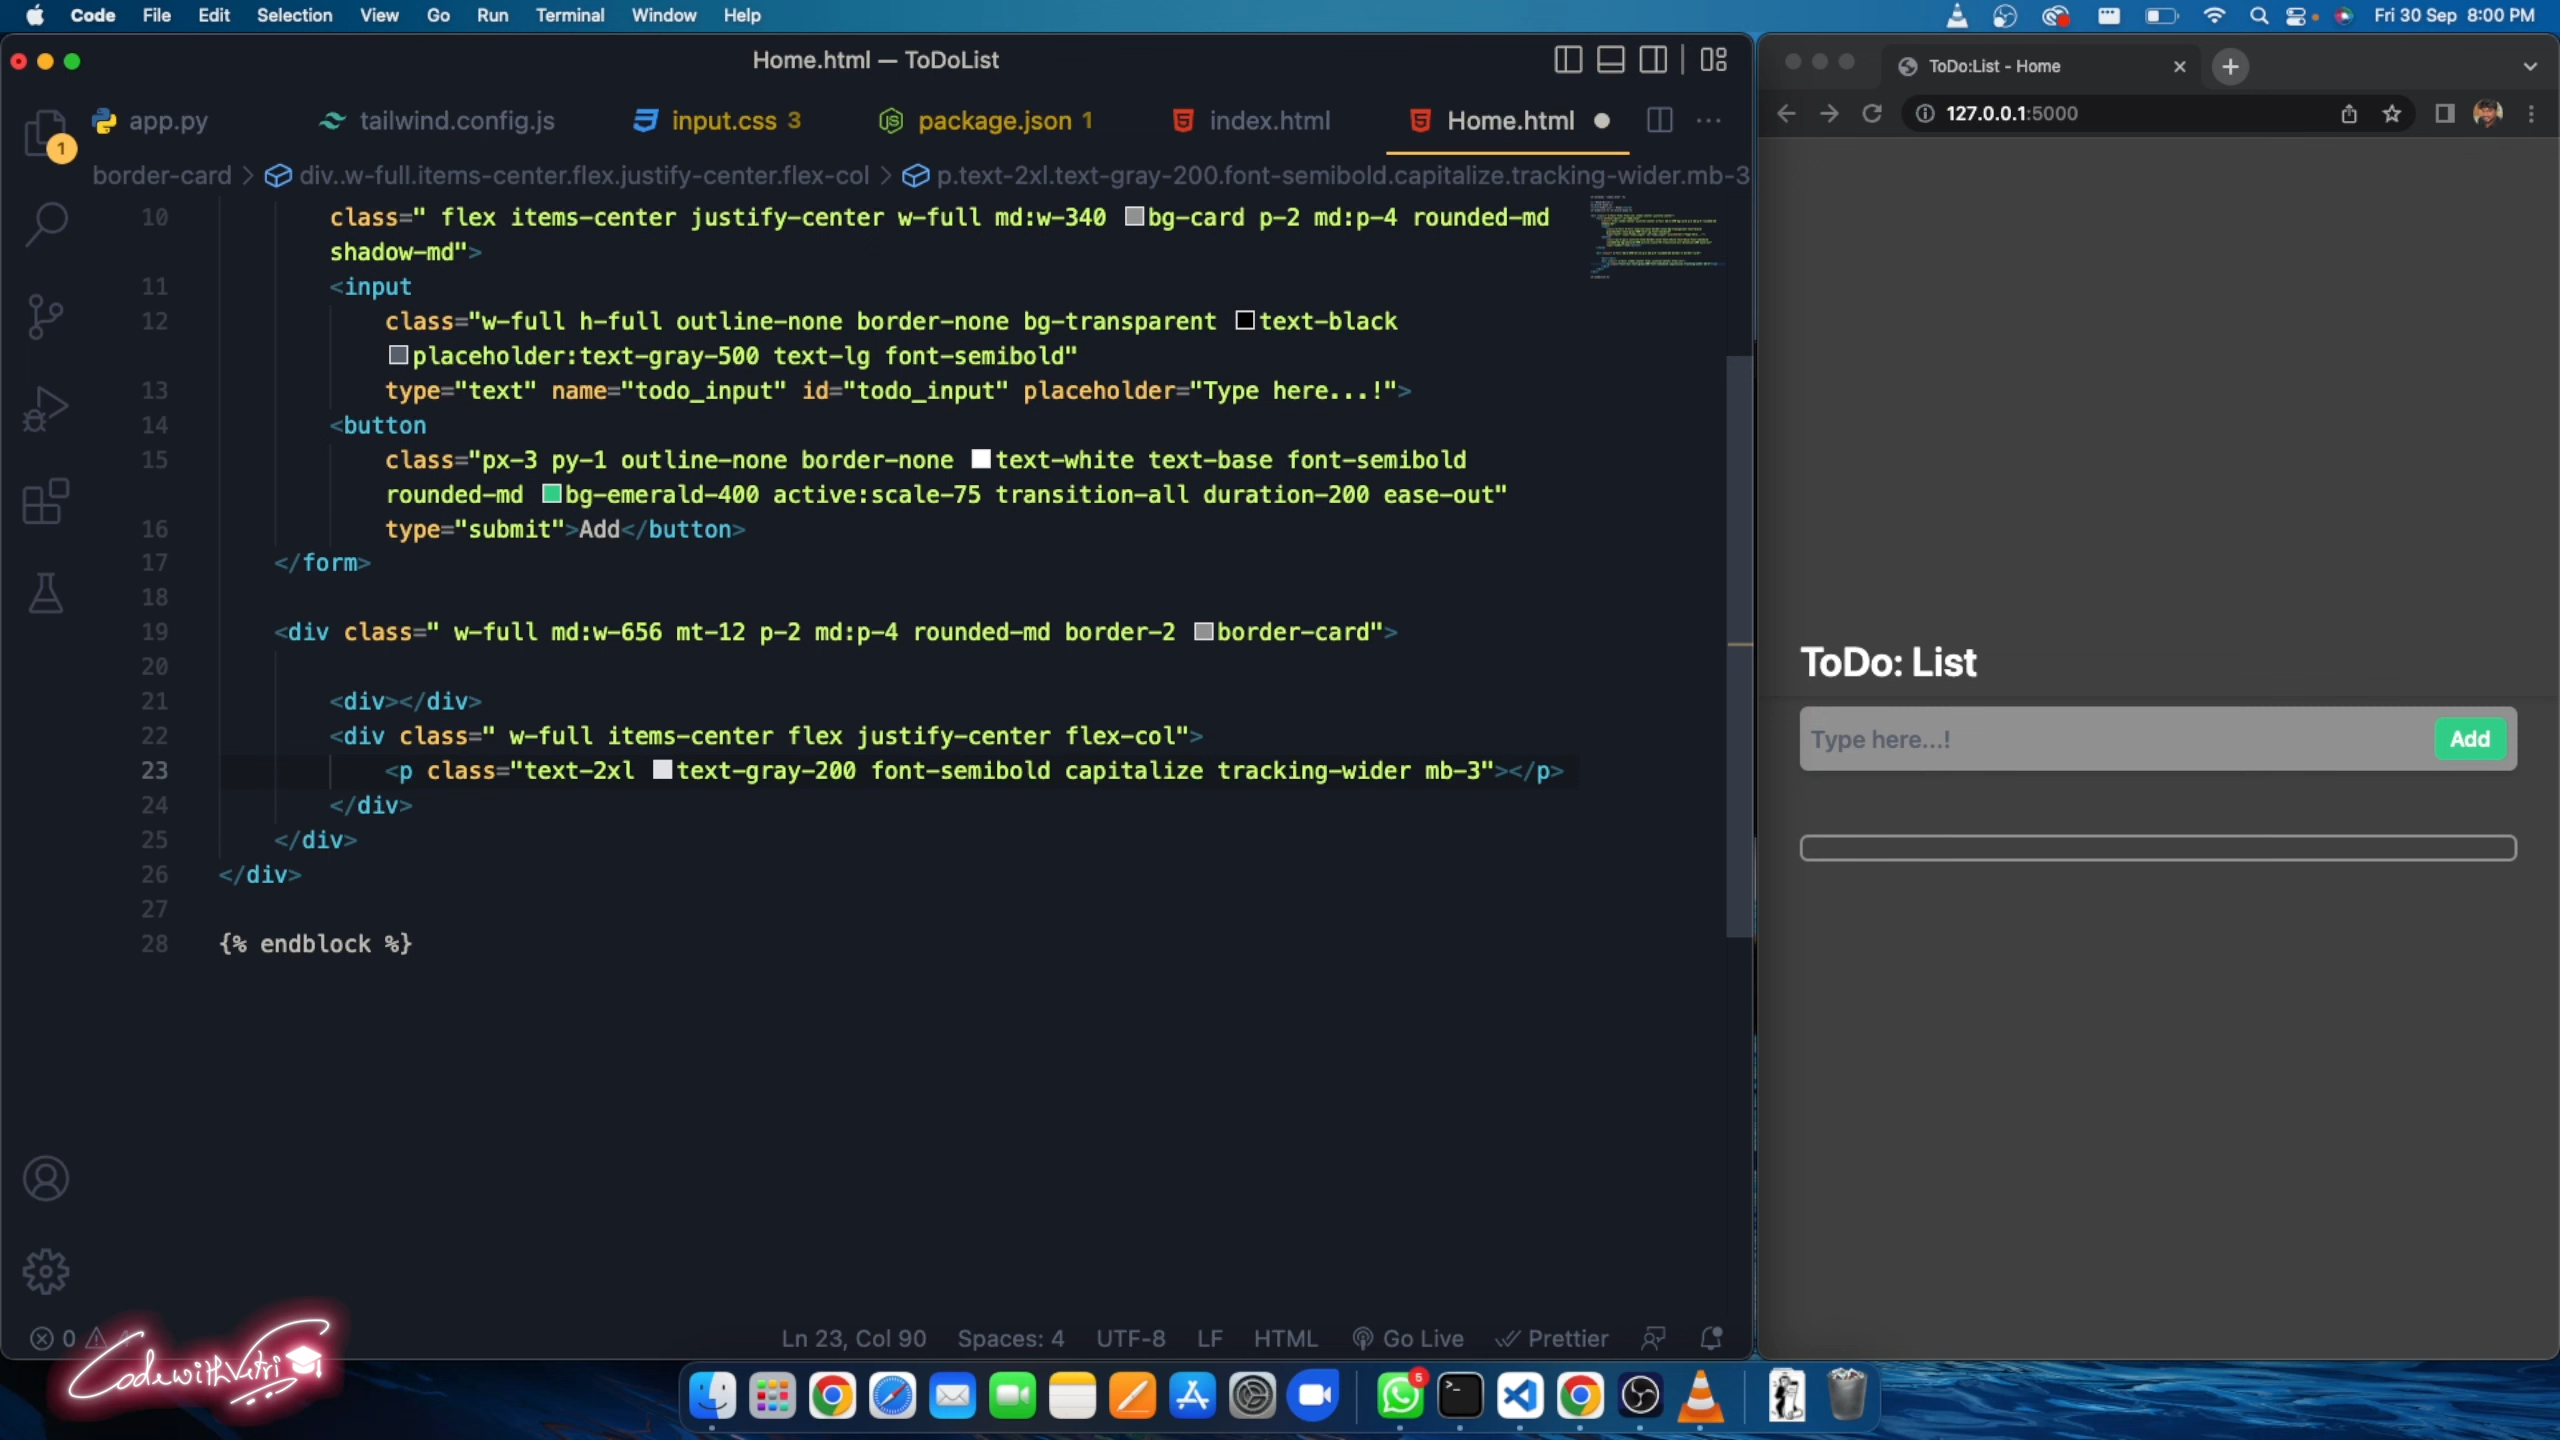 Code File Edit Selection View Go Run Terminal Window Help
Fri 30 Sep 8:00 PM
Home.html — ToDoList
app.py tailwind.config.js input.css 3 package.json 1 index.html Home.html
1
border-card > div..w-full.items-center.flex.justify-center.flex-col > p.text-2xl.text-gray-200.font-semibold.capitalize.tracking-wider.mb-3
10 class=" flex items-center justify-center w-full md:w-340 bg-card p-2 md:p-4 rounded-md
shadow-md">
11 <input
12 class="w-full h-full outline-none border-none bg-transparent text-black
placeholder:text-gray-500 text-lg font-semibold"
13 type="text" name="todo_input" id="todo_input" placeholder="Type here...!">
14 <button
15 class="px-3 py-1 outline-none border-none text-white text-base font-semibold
rounded-md bg-emerald-400 active:scale-75 transition-all duration-200 ease-out"
16 type="submit">Add</button>
17 </form>
18
19 <div class=" w-full md:w-656 mt-12 p-2 md:p-4 rounded-md border-2 border-card">
20
21 <div></div>
22 <div class=" w-full items-center flex justify-center flex-col">
23 <p class="text-2xl text-gray-200 font-semibold capitalize tracking-wider mb-3"></p>
24 </div>
25 </div>
26 </div>
27
28 {% endblock %}
0
Ln 23, Col 90 Spaces: 4 UTF-8 LF HTML Go Live Prettier
CodewithVetri
ToDo:List - Home
127.0.0.1:5000
ToDo: List
Type here...! Add
5